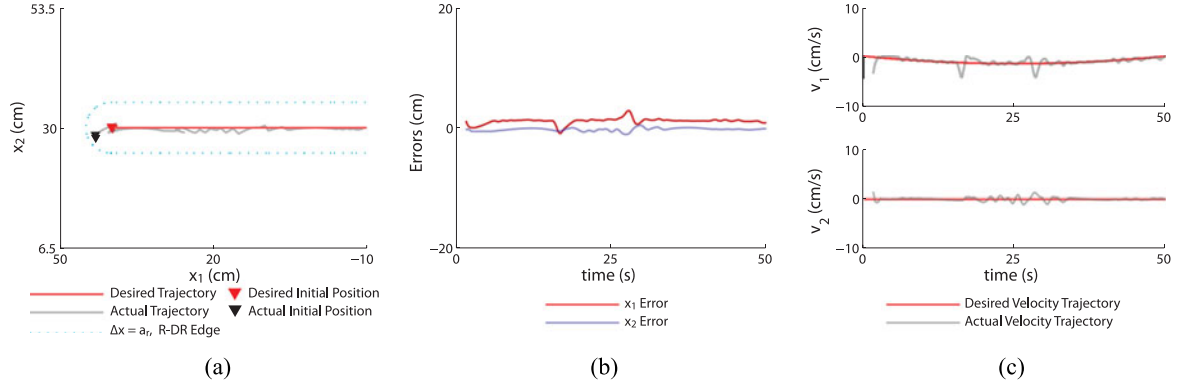 53.5
x₂ (cm)
30
6.5
50
20
−10
x₁ (cm)
Desired Trajectory
Desired Initial Position
Actual Trajectory
Actual Initial Position
Δx = aᵣ, R-DR Edge
(a)
20
Errors (cm)
0
−20
0
25
50
time (s)
x₁ Error
x₂ Error
(b)
10
v₁ (cm/s)
0
−10
0
25
50
10
v₂ (cm/s)
0
−10
0
25
50
time (s)
Desired Velocity Trajectory
Actual Velocity Trajectory
(c)